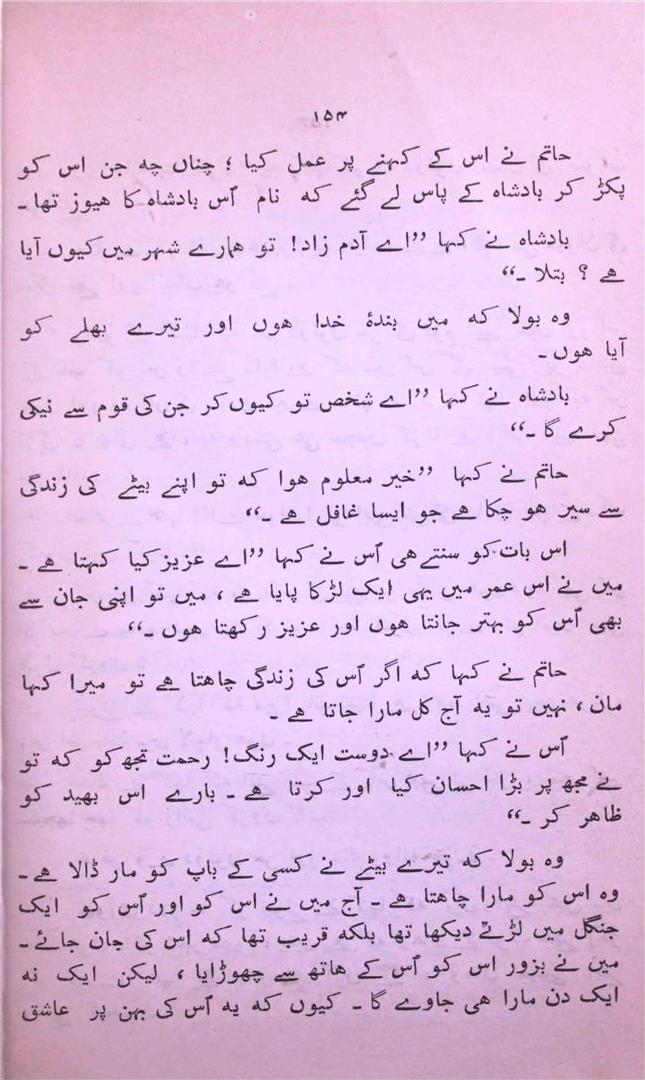 ۱۵۳
حاتم نے اس کے کہنے پر عمل کیا ؛ چناں چہ جن اس کو
پکڑ کر بادشاہ کے پاس لے گئے کہ نام اُس بادشاہ کا هیوز تھا ۔
بادشاہ نے کہا ”اے آدم زاد! تو ہمارے شہر میں کیوں آیا
ہے ؟ بتلا ۔“
وہ بولا کہ میں بندۂ خدا ہوں اور تیرے بھلے کو
آیا ہوں ۔
بادشاہ نے کہا ”اے شخص تو کیوں کر جن کی قوم سے نیکی
کرے گا ۔“
حاتم نے کہا ”خیر معلوم ہوا کہ تو اپنے بیٹے کی زندگی
سے سیر ہو چکا ہے جو ایسا غافل ہے ۔“
اس بات کو سنتے ہی اُس نے کہا ”اے عزیز کیا کہتا ہے ۔
میں نے اس عمر میں یہی ایک لڑکا پایا ہے ، میں تو اپنی جان سے
بھی اُس کو بہتر جانتا ہوں اور عزیز رکھتا ہوں ۔“
حاتم نے کہا کہ اگر اُس کی زندگی چاہتا ہے تو میرا کہا
مان ، نہیں تو یہ آج کل مارا جاتا ہے ۔
اُس نے کہا ”اے دوست ایک رنگ! رحمت تجھ کو کہ تو
نے مجھ پر بڑا احسان کیا اور کرتا ہے ۔ بارے اس بھید کو
ظاہر کر ۔“
وہ بولا کہ تیرے بیٹے نے کسی کے باپ کو مار ڈالا ہے ۔
وہ اس کو مارا چاہتا ہے ۔ آج میں نے اس کو اور اُس کو ایک
جنگل میں لڑتے دیکھا تھا بلکہ قریب تھا کہ اس کی جان جائے ۔
میں نے بزور اس کو اُس کے ہاتھ سے چھوڑایا ، لیکن ایک نہ
ایک دن مارا ہی جاوے گا ۔ کیوں کہ یہ اُس کی بہن پر عاشق